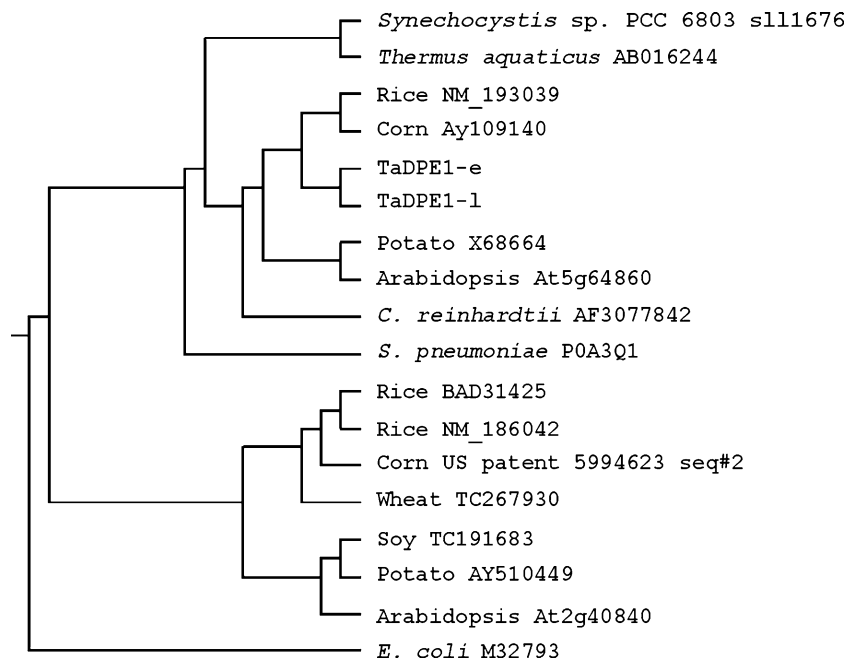 Synechocystis sp. PCC 6803 sll1676
Thermus aquaticus AB016244
Rice NM_193039
Corn Ay109140
TaDPE1-e
TaDPE1-l
Potato X68664
Arabidopsis At5g64860
C. reinhardtii AF3077842
S. pneumoniae P0A3Q1
Rice BAD31425
Rice NM_186042
Corn US patent 5994623 seq#2
Wheat TC267930
Soy TC191683
Potato AY510449
Arabidopsis At2g40840
E. coli M32793